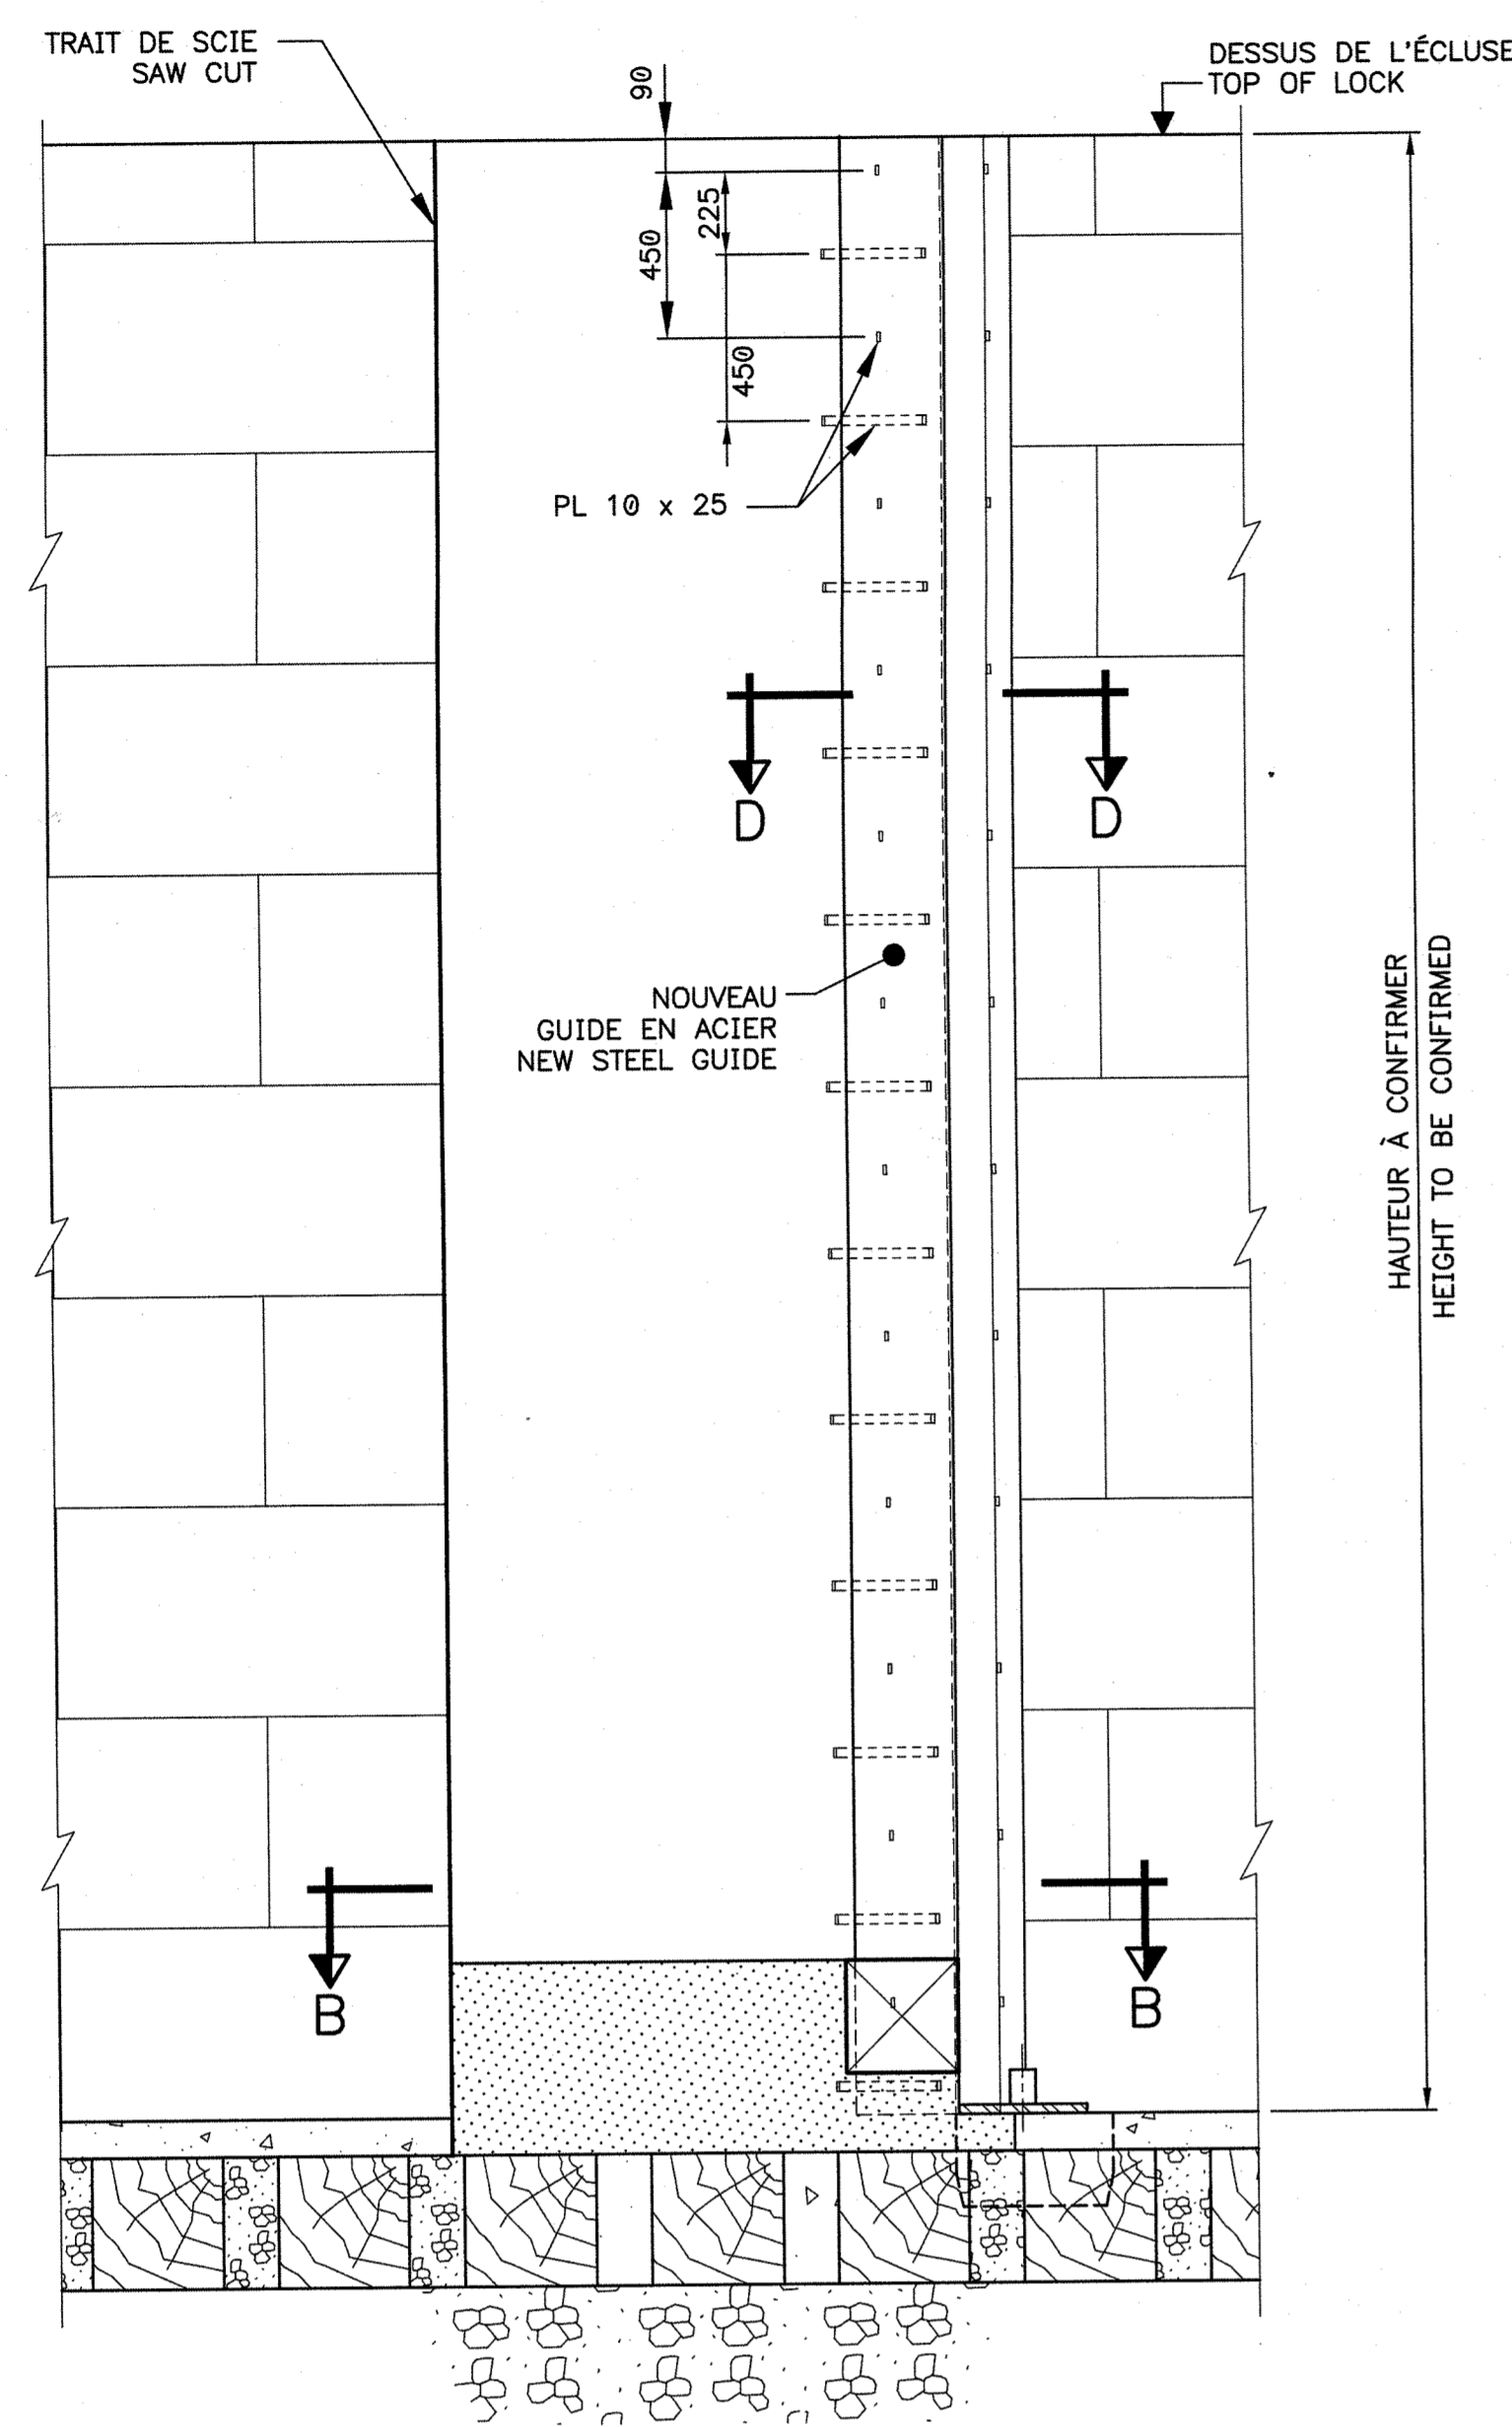 TRAIT DE SCIE
SAW CUT
DESSUS DE L'ÉCLUSE
TOP OF LOCK
90
225
450
450
PL 10 x 25
D
D
NOUVEAU
GUIDE EN ACIER
NEW STEEL GUIDE
HAUTEUR À CONFIRMER
HEIGHT TO BE CONFIRMED
B
B